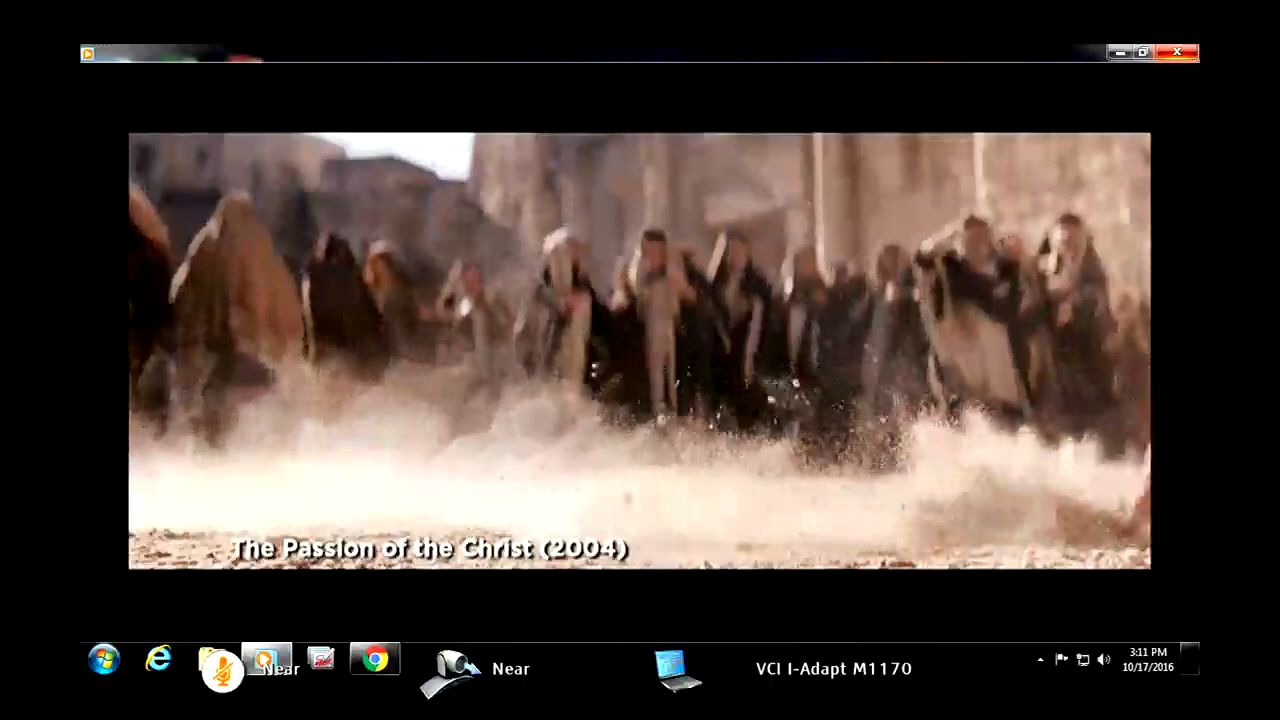 The Passion of the Christ (2004)
Near
Near
VCI I-Adapt M1170
3:11 PM
10/17/2016